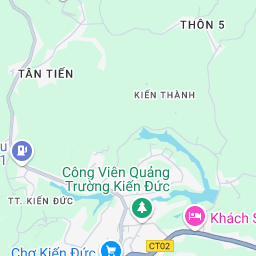 THÔN 5
TÂN TIẾN
KIẾN THÀNH
u
1
Công Viên Quảng
Trường Kiến Đức
TT. KIẾN ĐỨC
Khách S
Chợ Kiến Đức
CT02